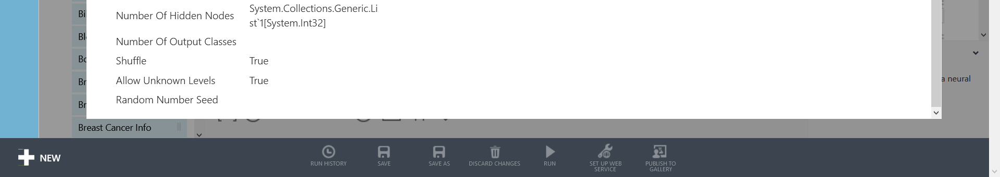 Bi
Number Of Hidden Nodes
System.Collections.Generic.Li
st`1[System.Int32]
Bl
Number Of Output Classes
Bo
Shuffle
True
Br
Allow Unknown Levels
True
a neural
Br
Random Number Seed
Breast Cancer Info
NEW
RUN HISTORY
SAVE
SAVE AS
DISCARD CHANGES
RUN
SET UP WEB
SERVICE
PUBLISH TO
GALLERY